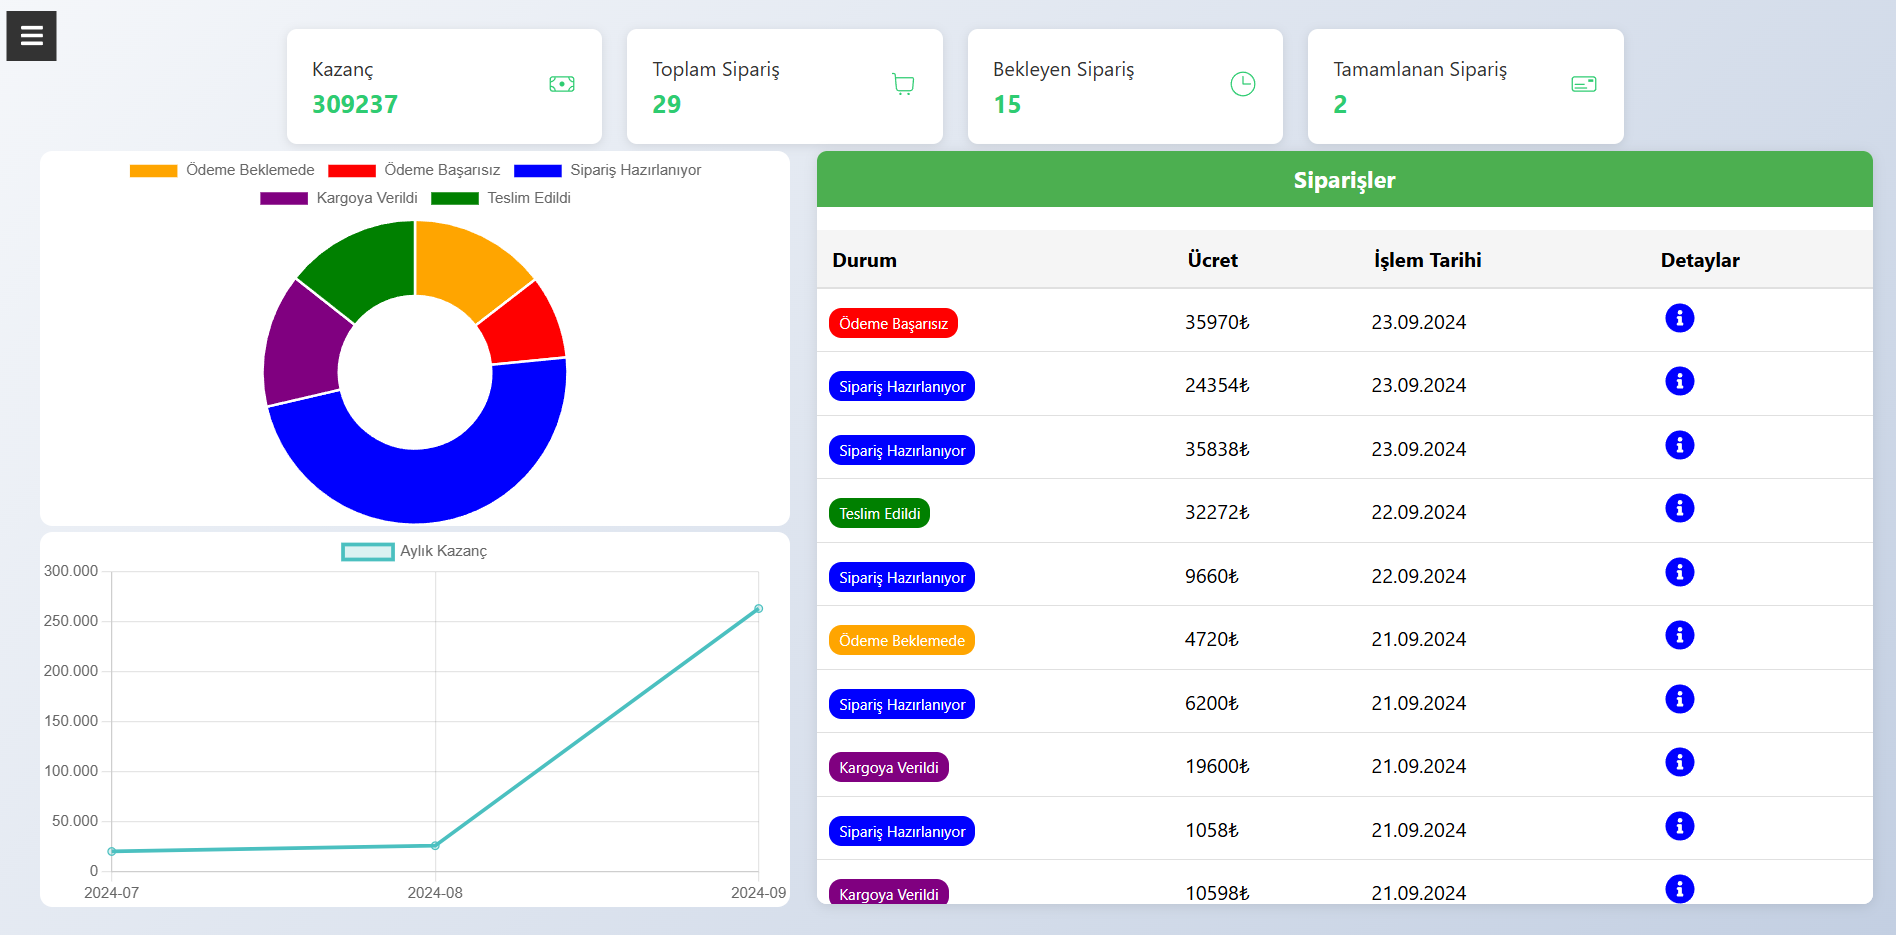 Kazanç
309237
Toplam Sipariş
29
Bekleyen Sipariş
15
Tamamlanan Sipariş
2
Ödeme Beklemede Ödeme Başarısız Sipariş Hazırlanıyor
Kargoya Verildi Teslim Edildi
Aylık Kazanç
300.000
250.000
200.000
150.000
100.000
50.000
0
2024-07 2024-08 2024-09
Siparişler
Durum Ücret İşlem Tarihi Detaylar
Ödeme Başarısız 35970₺ 23.09.2024
Sipariş Hazırlanıyor 24354₺ 23.09.2024
Sipariş Hazırlanıyor 35838₺ 23.09.2024
Teslim Edildi 32272₺ 22.09.2024
Sipariş Hazırlanıyor 9660₺ 22.09.2024
Ödeme Beklemede 4720₺ 21.09.2024
Sipariş Hazırlanıyor 6200₺ 21.09.2024
Kargoya Verildi 19600₺ 21.09.2024
Sipariş Hazırlanıyor 1058₺ 21.09.2024
Kargoya Verildi 10598₺ 21.09.2024